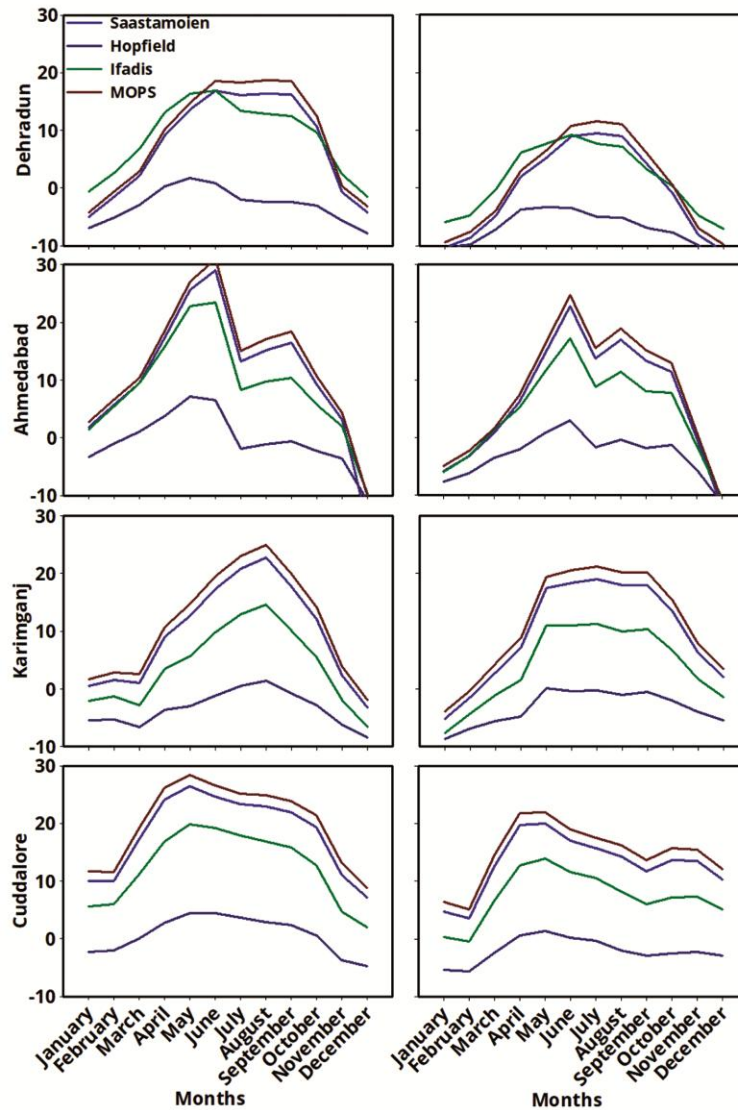 30
20
10
0
-10
Saastamoien
Hopfield
Ifadis
MOPS
Dehradun
30
20
10
0
-10
Ahmedabad
30
20
10
0
-10
Karimganj
30
20
10
0
-10
Cuddalore
January
February
March
April
May
June
July
August
September
October
November
December
Months
January
February
March
April
May
June
July
August
September
October
November
December
Months